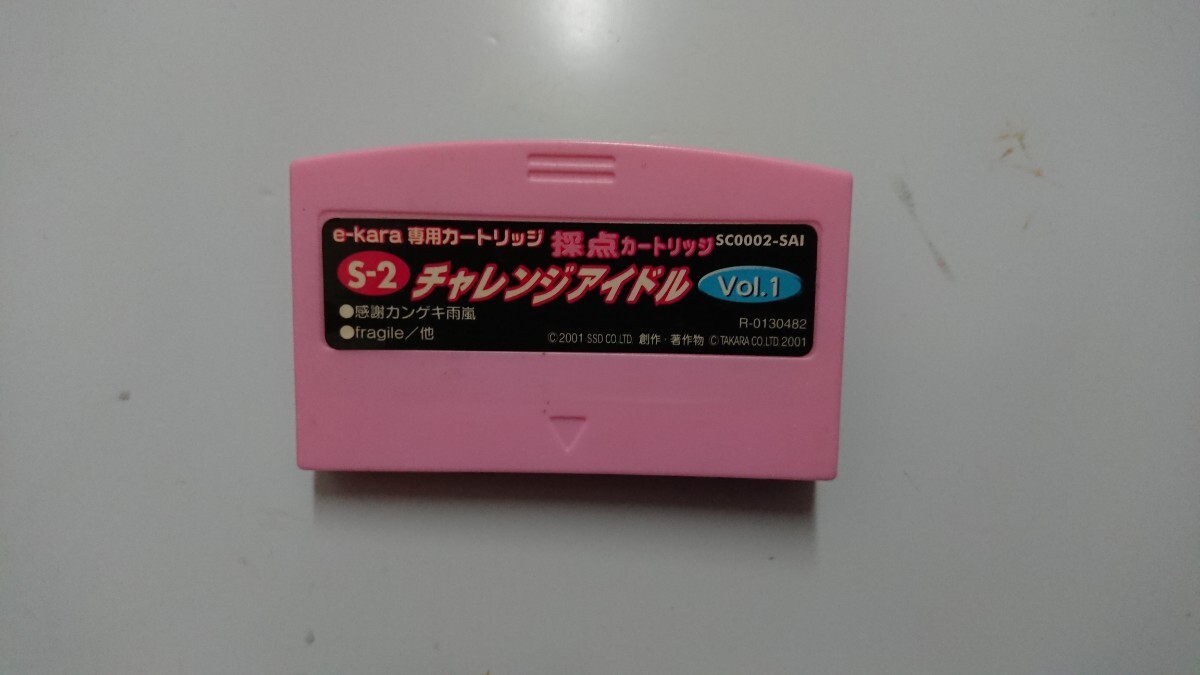 e-kara 専用カートリッジ 採点カートリッジ SC0002-SAI
S-2 チャレンジアイドル Vol.1
●感謝カンゲキ雨嵐
●fragile／他
R-0130482
©2001 SSD CO.LTD. 創作・著作物 ©TAKARA CO.LTD.2001